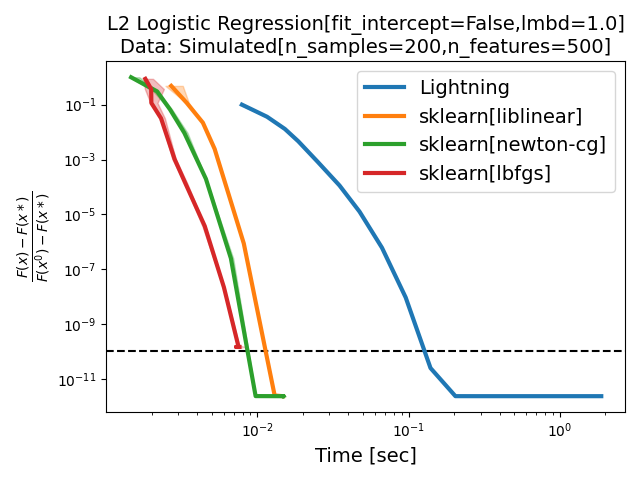 L2 Logistic Regression[fit_intercept=False,lmbd=1.0]
Data: Simulated[n_samples=200,n_features=500]
Lightning
sklearn[liblinear]
sklearn[newton-cg]
sklearn[lbfgs]
F(x) − F(x*)
F(x⁰) − F(x*)
10⁻¹
10⁻³
10⁻⁵
10⁻⁷
10⁻⁹
10⁻¹¹
10⁻² 10⁻¹ 10⁰
Time [sec]